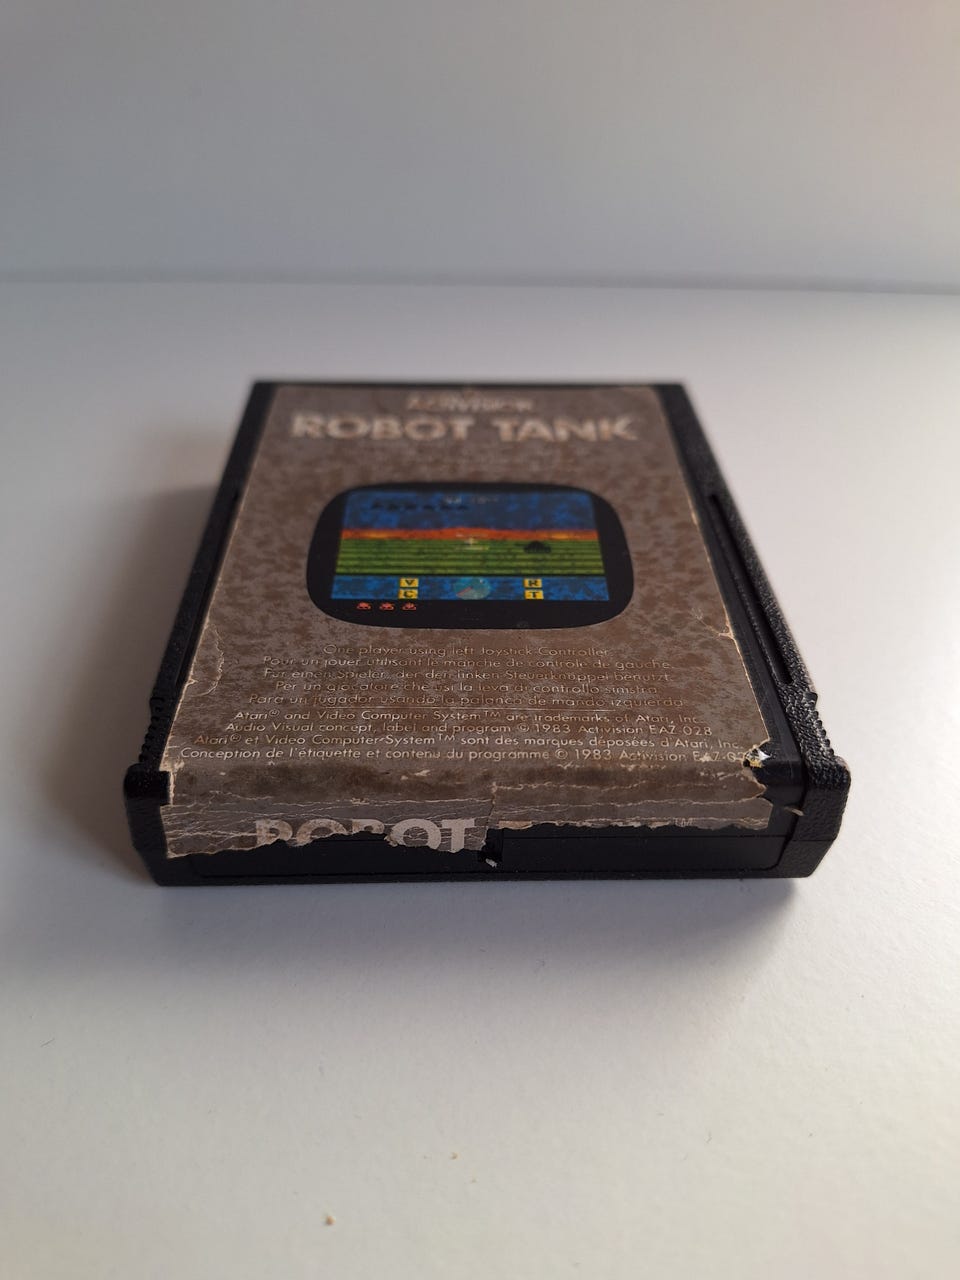 ACTIVISION
ROBOT TANK
V R
C T
One player using left Joystick Controller
Pour un jouer utilisant le manche de contrôle de gauche
Für einen Spieler, der den linken Steuerknüppel benutzt
Per un giocatore che usi la leva di controllo sinistra
Para un jugador usando la palanca de mando izquierda
Atari® and Video Computer System™ are trademarks of Atari, Inc.
Audio Visual concept, label and program © 1983 Activision EAZ-028
Atari® et Video Computer System™ sont des marques déposées d'Atari, Inc.
Conception de l'étiquette et contenu du programme © 1983 Activision
ROBOT
™